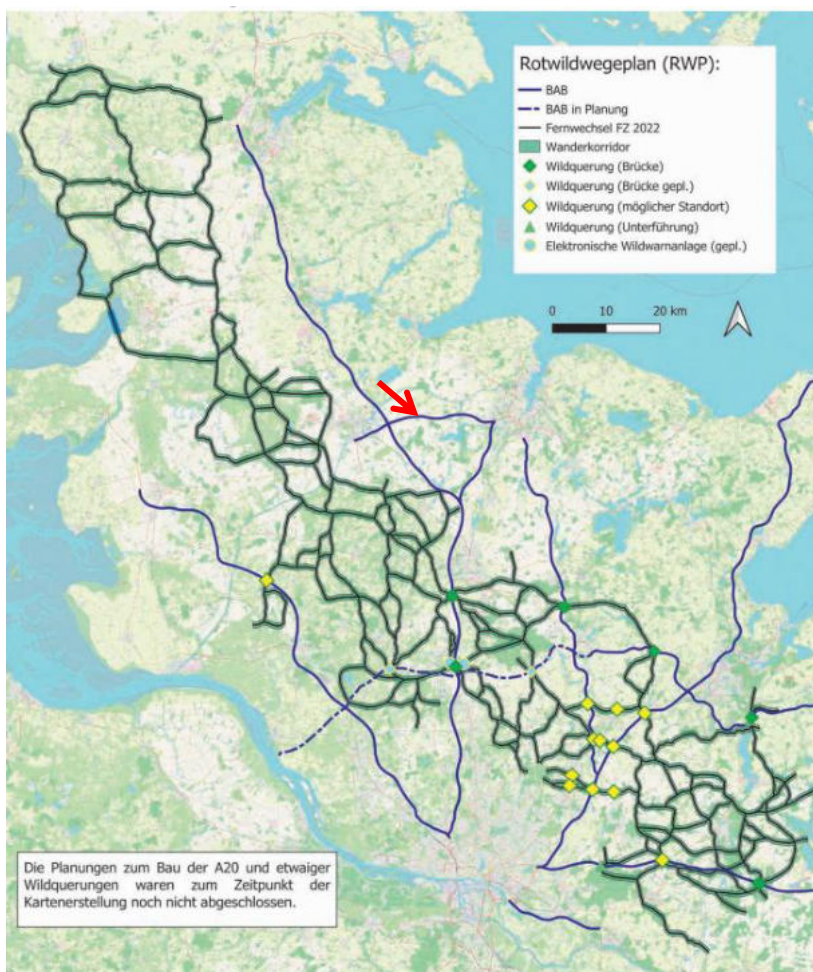 Rotwildwegeplan (RWP):
BAB
BAB in Planung
Fernwechsel FZ 2022
Wanderkorridor
Wildquerung (Brücke)
Wildquerung (Brücke gepl.)
Wildquerung (möglicher Standort)
Wildquerung (Unterführung)
Elektronische Wildwarnanlage (gepl.)
0 10 20 km
Die Planungen zum Bau der A20 und etwaiger
Wildquerungen waren zum Zeitpunkt der
Kartenerstellung noch nicht abgeschlossen.